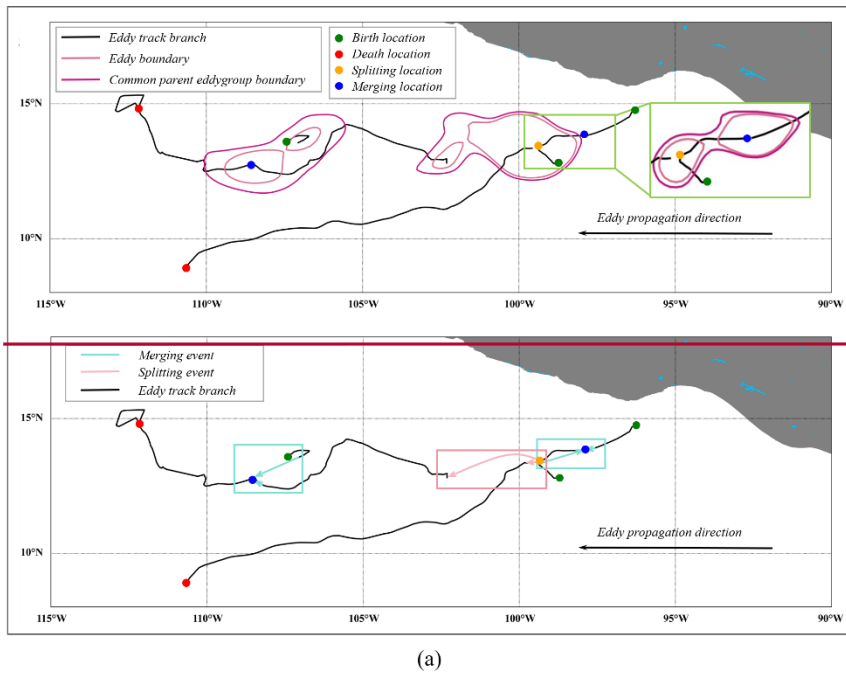 Eddy track branch
Eddy boundary
Common parent eddygroup boundary
Birth location
Death location
Splitting location
Merging location
15°N
10°N
Eddy propagation direction
115°W 110°W 105°W 100°W 95°W 90°W
Merging event
Splitting event
Eddy track branch
15°N
10°N
Eddy propagation direction
115°W 110°W 105°W 100°W 95°W 90°W
(a)